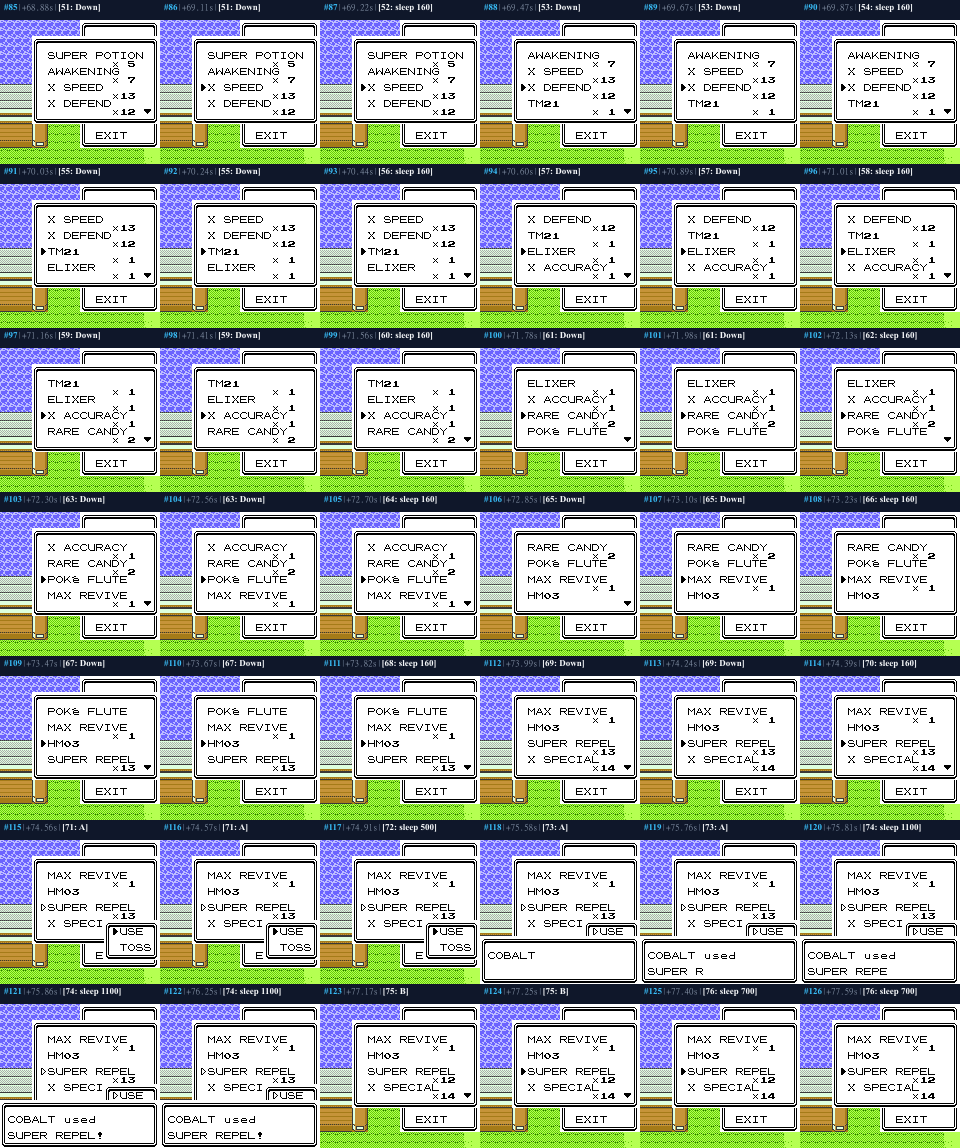 #85|+68.88s| [51: Down]
SUPER POTION
× 5
AWAKENING
× 7
X SPEED
×13
X DEFEND
×12
EXIT
#86|+69.11s| [51: Down]
SUPER POTION
× 5
AWAKENING
× 7
X SPEED
×13
X DEFEND
×12
EXIT
#87|+69.22s| [52: sleep 160]
SUPER POTION
× 5
AWAKENING
× 7
X SPEED
×13
X DEFEND
×12
EXIT
#88|+69.47s| [53: Down]
AWAKENING
× 7
X SPEED
×13
X DEFEND
×12
TM21
× 1
EXIT
#89|+69.67s| [53: Down]
AWAKENING
× 7
X SPEED
×13
X DEFEND
×12
TM21
× 1
EXIT
#90|+69.87s| [54: sleep 160]
AWAKENING
× 7
X SPEED
×13
X DEFEND
×12
TM21
× 1
EXIT
#91|+70.03s| [55: Down]
X SPEED
×13
X DEFEND
×12
TM21
× 1
ELIXER
× 1
EXIT
#92|+70.24s| [55: Down]
X SPEED
×13
X DEFEND
×12
TM21
× 1
ELIXER
× 1
EXIT
#93|+70.44s| [56: sleep 160]
X SPEED
×13
X DEFEND
×12
TM21
× 1
ELIXER
× 1
EXIT
#94|+70.60s| [57: Down]
X DEFEND
×12
TM21
× 1
ELIXER
× 1
X ACCURACY
× 1
EXIT
#95|+70.89s| [57: Down]
X DEFEND
×12
TM21
× 1
ELIXER
× 1
X ACCURACY
× 1
EXIT
#96|+71.01s| [58: sleep 160]
X DEFEND
×12
TM21
× 1
ELIXER
× 1
X ACCURACY
× 1
EXIT
#97|+71.16s| [59: Down]
TM21
× 1
ELIXER
× 1
X ACCURACY
× 1
RARE CANDY
× 2
EXIT
#98|+71.41s| [59: Down]
TM21
× 1
ELIXER
× 1
X ACCURACY
× 1
RARE CANDY
× 2
EXIT
#99|+71.56s| [60: sleep 160]
TM21
× 1
ELIXER
× 1
X ACCURACY
× 1
RARE CANDY
× 2
EXIT
#100|+71.78s| [61: Down]
ELIXER
× 1
X ACCURACY
× 1
RARE CANDY
× 2
POKé FLUTE
EXIT
#101|+71.98s| [61: Down]
ELIXER
× 1
X ACCURACY
× 1
RARE CANDY
× 2
POKé FLUTE
EXIT
#102|+72.13s| [62: sleep 160]
ELIXER
× 1
X ACCURACY
× 1
RARE CANDY
× 2
POKé FLUTE
EXIT
#103|+72.30s| [63: Down]
X ACCURACY
× 1
RARE CANDY
× 2
POKé FLUTE
MAX REVIVE
× 1
EXIT
#104|+72.56s| [63: Down]
X ACCURACY
× 1
RARE CANDY
× 2
POKé FLUTE
MAX REVIVE
× 1
EXIT
#105|+72.70s| [64: sleep 160]
X ACCURACY
× 1
RARE CANDY
× 2
POKé FLUTE
MAX REVIVE
× 1
EXIT
#106|+72.85s| [65: Down]
RARE CANDY
× 2
POKé FLUTE
MAX REVIVE
× 1
HM03
EXIT
#107|+73.10s| [65: Down]
RARE CANDY
× 2
POKé FLUTE
MAX REVIVE
× 1
HM03
EXIT
#108|+73.23s| [66: sleep 160]
RARE CANDY
× 2
POKé FLUTE
MAX REVIVE
× 1
HM03
EXIT
#109|+73.47s| [67: Down]
POKé FLUTE
MAX REVIVE
× 1
HM03
SUPER REPEL
×13
EXIT
#110|+73.67s| [67: Down]
POKé FLUTE
MAX REVIVE
× 1
HM03
SUPER REPEL
×13
EXIT
#111|+73.82s| [68: sleep 160]
POKé FLUTE
MAX REVIVE
× 1
HM03
SUPER REPEL
×13
EXIT
#112|+73.99s| [69: Down]
MAX REVIVE
× 1
HM03
SUPER REPEL
×13
X SPECIAL
×14
EXIT
#113|+74.24s| [69: Down]
MAX REVIVE
× 1
HM03
SUPER REPEL
×13
X SPECIAL
×14
EXIT
#114|+74.39s| [70: sleep 160]
MAX REVIVE
× 1
HM03
SUPER REPEL
×13
X SPECIAL
×14
EXIT
#115|+74.56s| [71: A]
MAX REVIVE
× 1
HM03
SUPER REPEL
×13
X SPECI
USE
TOSS
E
#116|+74.57s| [71: A]
MAX REVIVE
× 1
HM03
SUPER REPEL
×13
X SPECI
USE
TOSS
E
#117|+74.91s| [72: sleep 500]
MAX REVIVE
× 1
HM03
SUPER REPEL
×13
X SPECI
USE
TOSS
E
#118|+75.58s| [73: A]
MAX REVIVE
× 1
HM03
SUPER REPEL
×13
X SPECI
USE
COBALT
#119|+75.76s| [73: A]
MAX REVIVE
× 1
HM03
SUPER REPEL
×13
X SPECI
USE
COBALT used
SUPER R
#120|+75.81s| [74: sleep 1100]
MAX REVIVE
× 1
HM03
SUPER REPEL
×13
X SPECI
USE
COBALT used
SUPER REPE
#121|+75.86s| [74: sleep 1100]
MAX REVIVE
× 1
HM03
SUPER REPEL
×13
X SPECI
USE
COBALT used
SUPER REPEL!
#122|+76.25s| [74: sleep 1100]
MAX REVIVE
× 1
HM03
SUPER REPEL
×13
X SPECI
USE
COBALT used
SUPER REPEL!
#123|+77.17s| [75: B]
MAX REVIVE
× 1
HM03
SUPER REPEL
×12
X SPECIAL
×14
EXIT
#124|+77.25s| [75: B]
MAX REVIVE
× 1
HM03
SUPER REPEL
×12
X SPECIAL
×14
EXIT
#125|+77.40s| [76: sleep 700]
MAX REVIVE
× 1
HM03
SUPER REPEL
×12
X SPECIAL
×14
EXIT
#126|+77.59s| [76: sleep 700]
MAX REVIVE
× 1
HM03
SUPER REPEL
×12
X SPECIAL
×14
EXIT